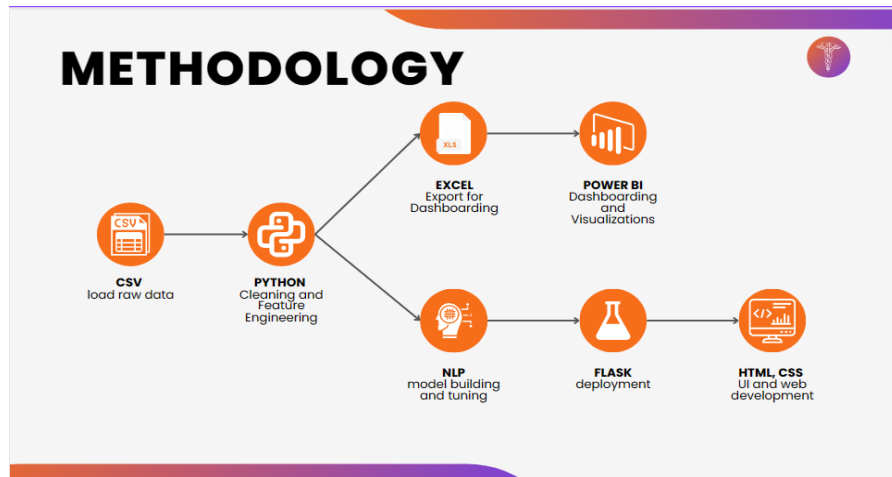 METHODOLOGY
XLS
EXCEL
Export for
Dashboarding
POWER BI
Dashboarding
and
Visualizations
CSV
CSV
load raw data
PYTHON
Cleaning and
Feature
Engineering
NLP
model building
and tuning
FLASK
deployment
</>
HTML, CSS
UI and web
development